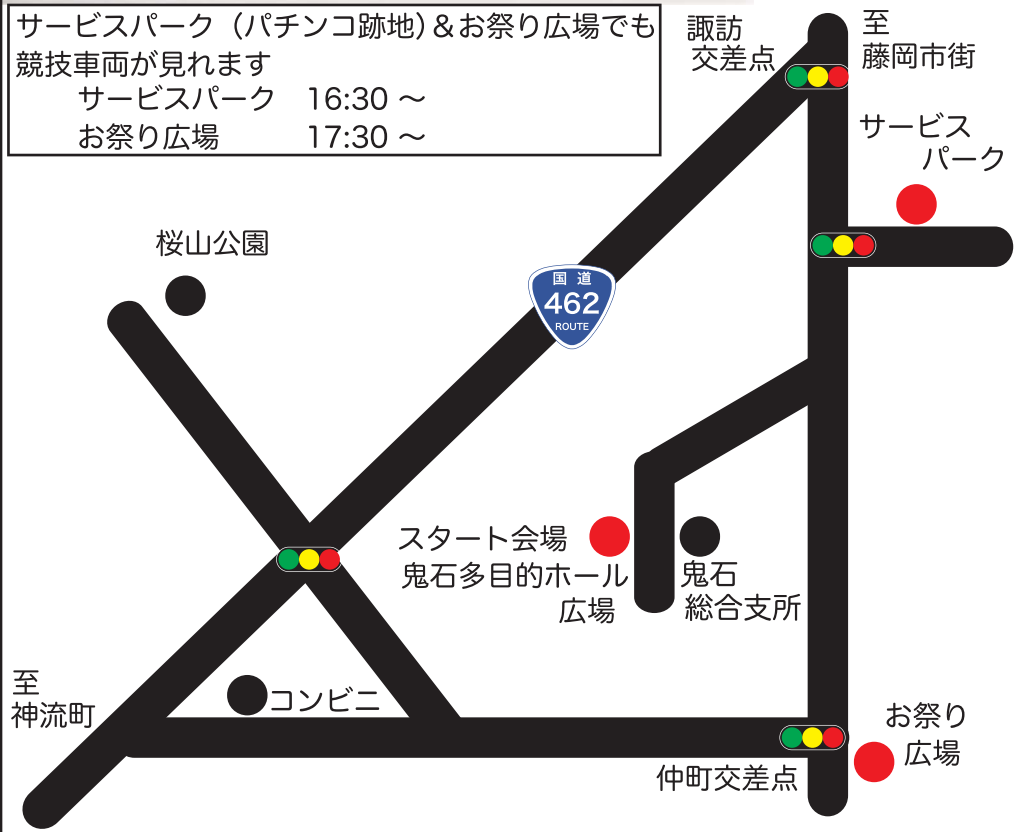 サービスパーク（パチンコ跡地）＆お祭り広場でも
競技車両が見れます
サービスパーク　16:30 ～
お祭り広場　17:30 ～
諏訪
交差点
至
藤岡市街
サービス
パーク
桜山公園
国道
462
ROUTE
スタート会場
鬼石多目的ホール
広場
鬼石
総合支所
至
神流町
コンビニ
お祭り
広場
仲町交差点